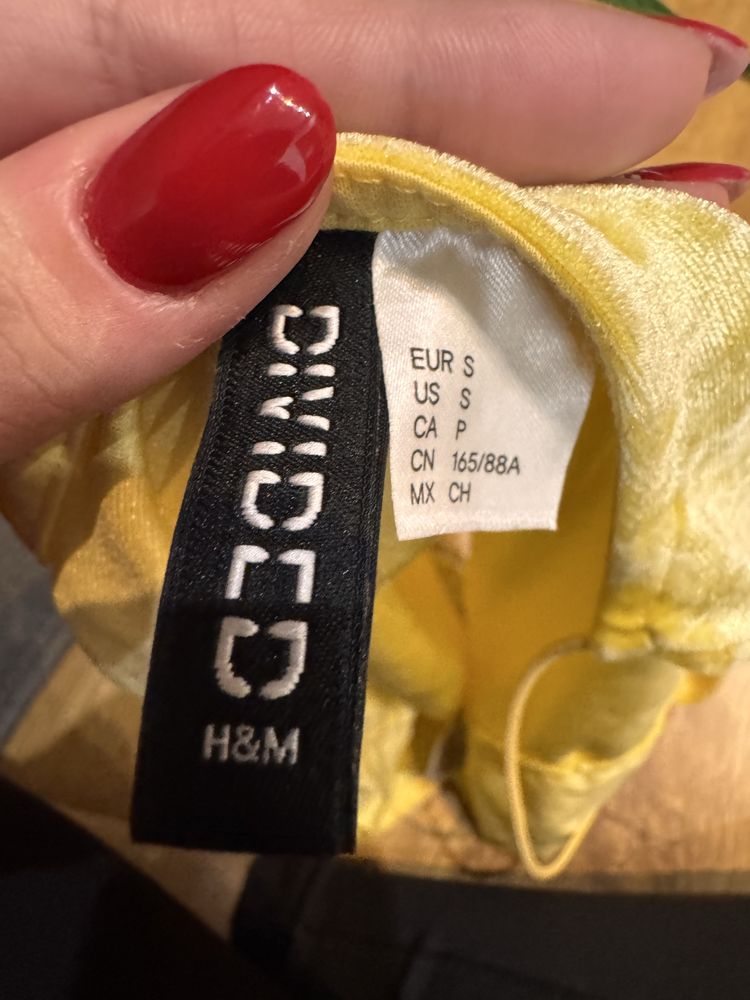 DIVIDED
H&M
EUR S
US S
CA P
CN 165/88A
MX CH